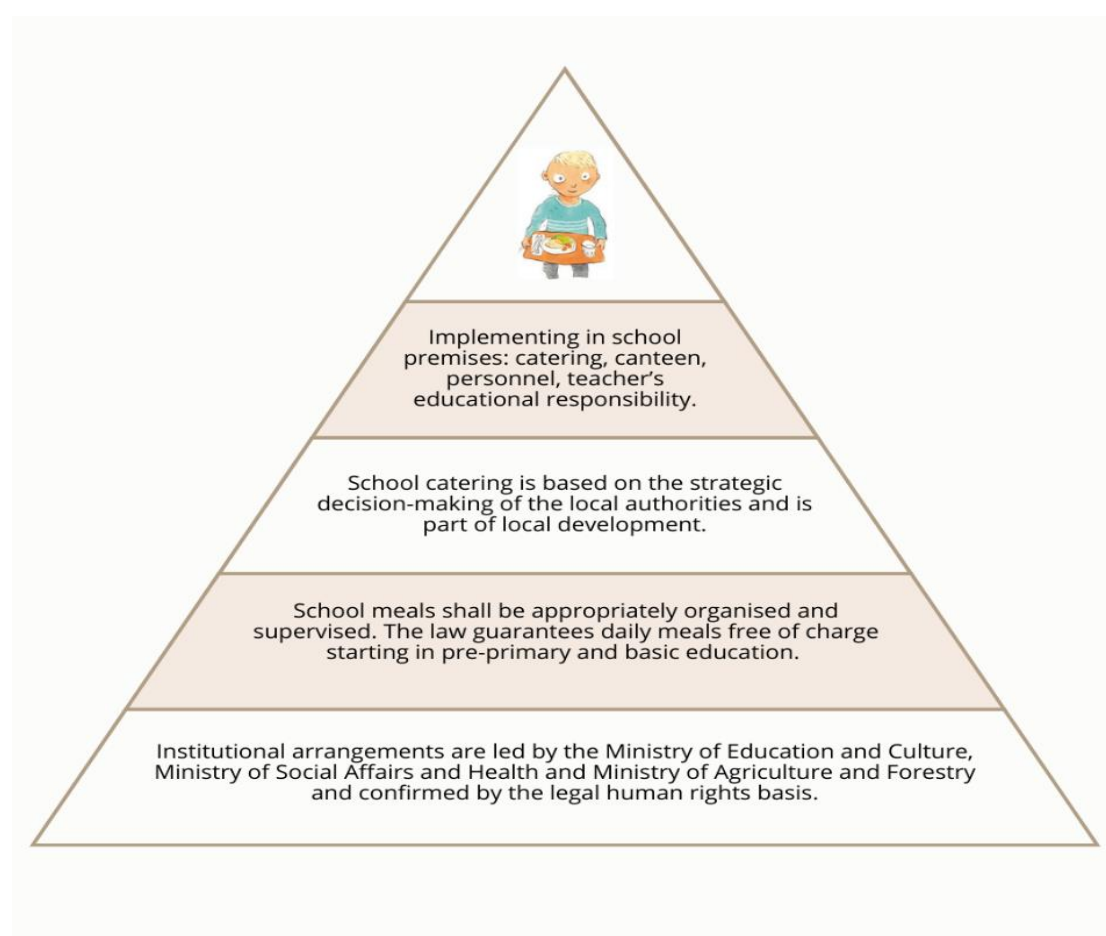 Implementing in school
premises: catering, canteen,
personnel, teacher’s
educational responsibility.
School catering is based on the strategic
decision-making of the local authorities and is
part of local development.
School meals shall be appropriately organised and
supervised. The law guarantees daily meals free of charge
starting in pre-primary and basic education.
Institutional arrangements are led by the Ministry of Education and Culture,
Ministry of Social Affairs and Health and Ministry of Agriculture and Forestry
and confirmed by the legal human rights basis.